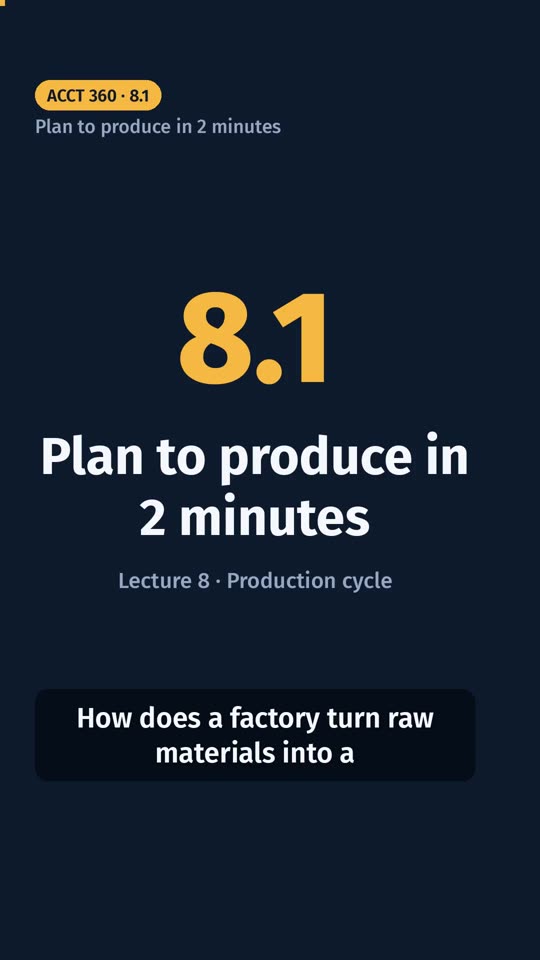 ACCT 360 · 8.1
Plan to produce in 2 minutes
8.1
Plan to produce in
2 minutes
Lecture 8 · Production cycle
How does a factory turn raw
materials into a